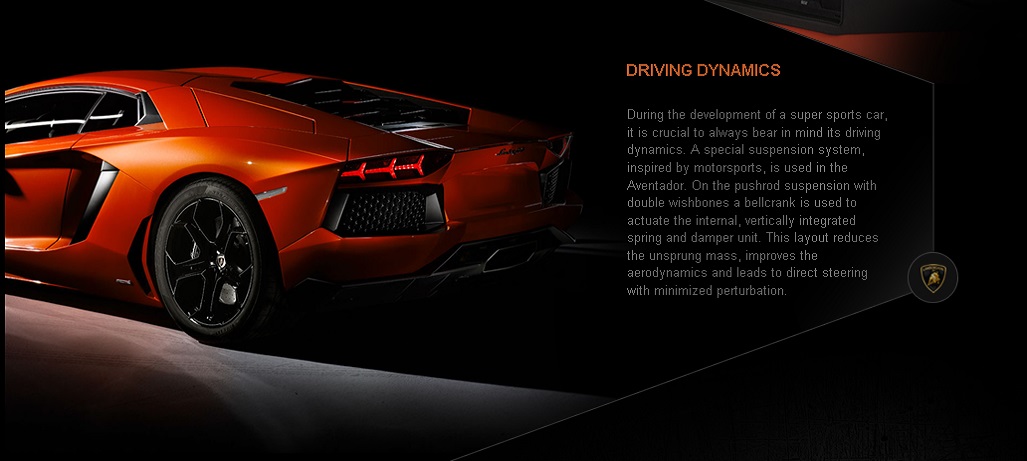 DRIVING DYNAMICS
During the development of a super sports car,
it is crucial to always bear in mind its driving
dynamics. A special suspension system,
inspired by motorsports, is used in the
Aventador. On the pushrod suspension with
double wishbones a bellcrank is used to
actuate the internal, vertically integrated
spring and damper unit. This layout reduces
the unsprung mass, improves the
aerodynamics and leads to direct steering
with minimized perturbation.